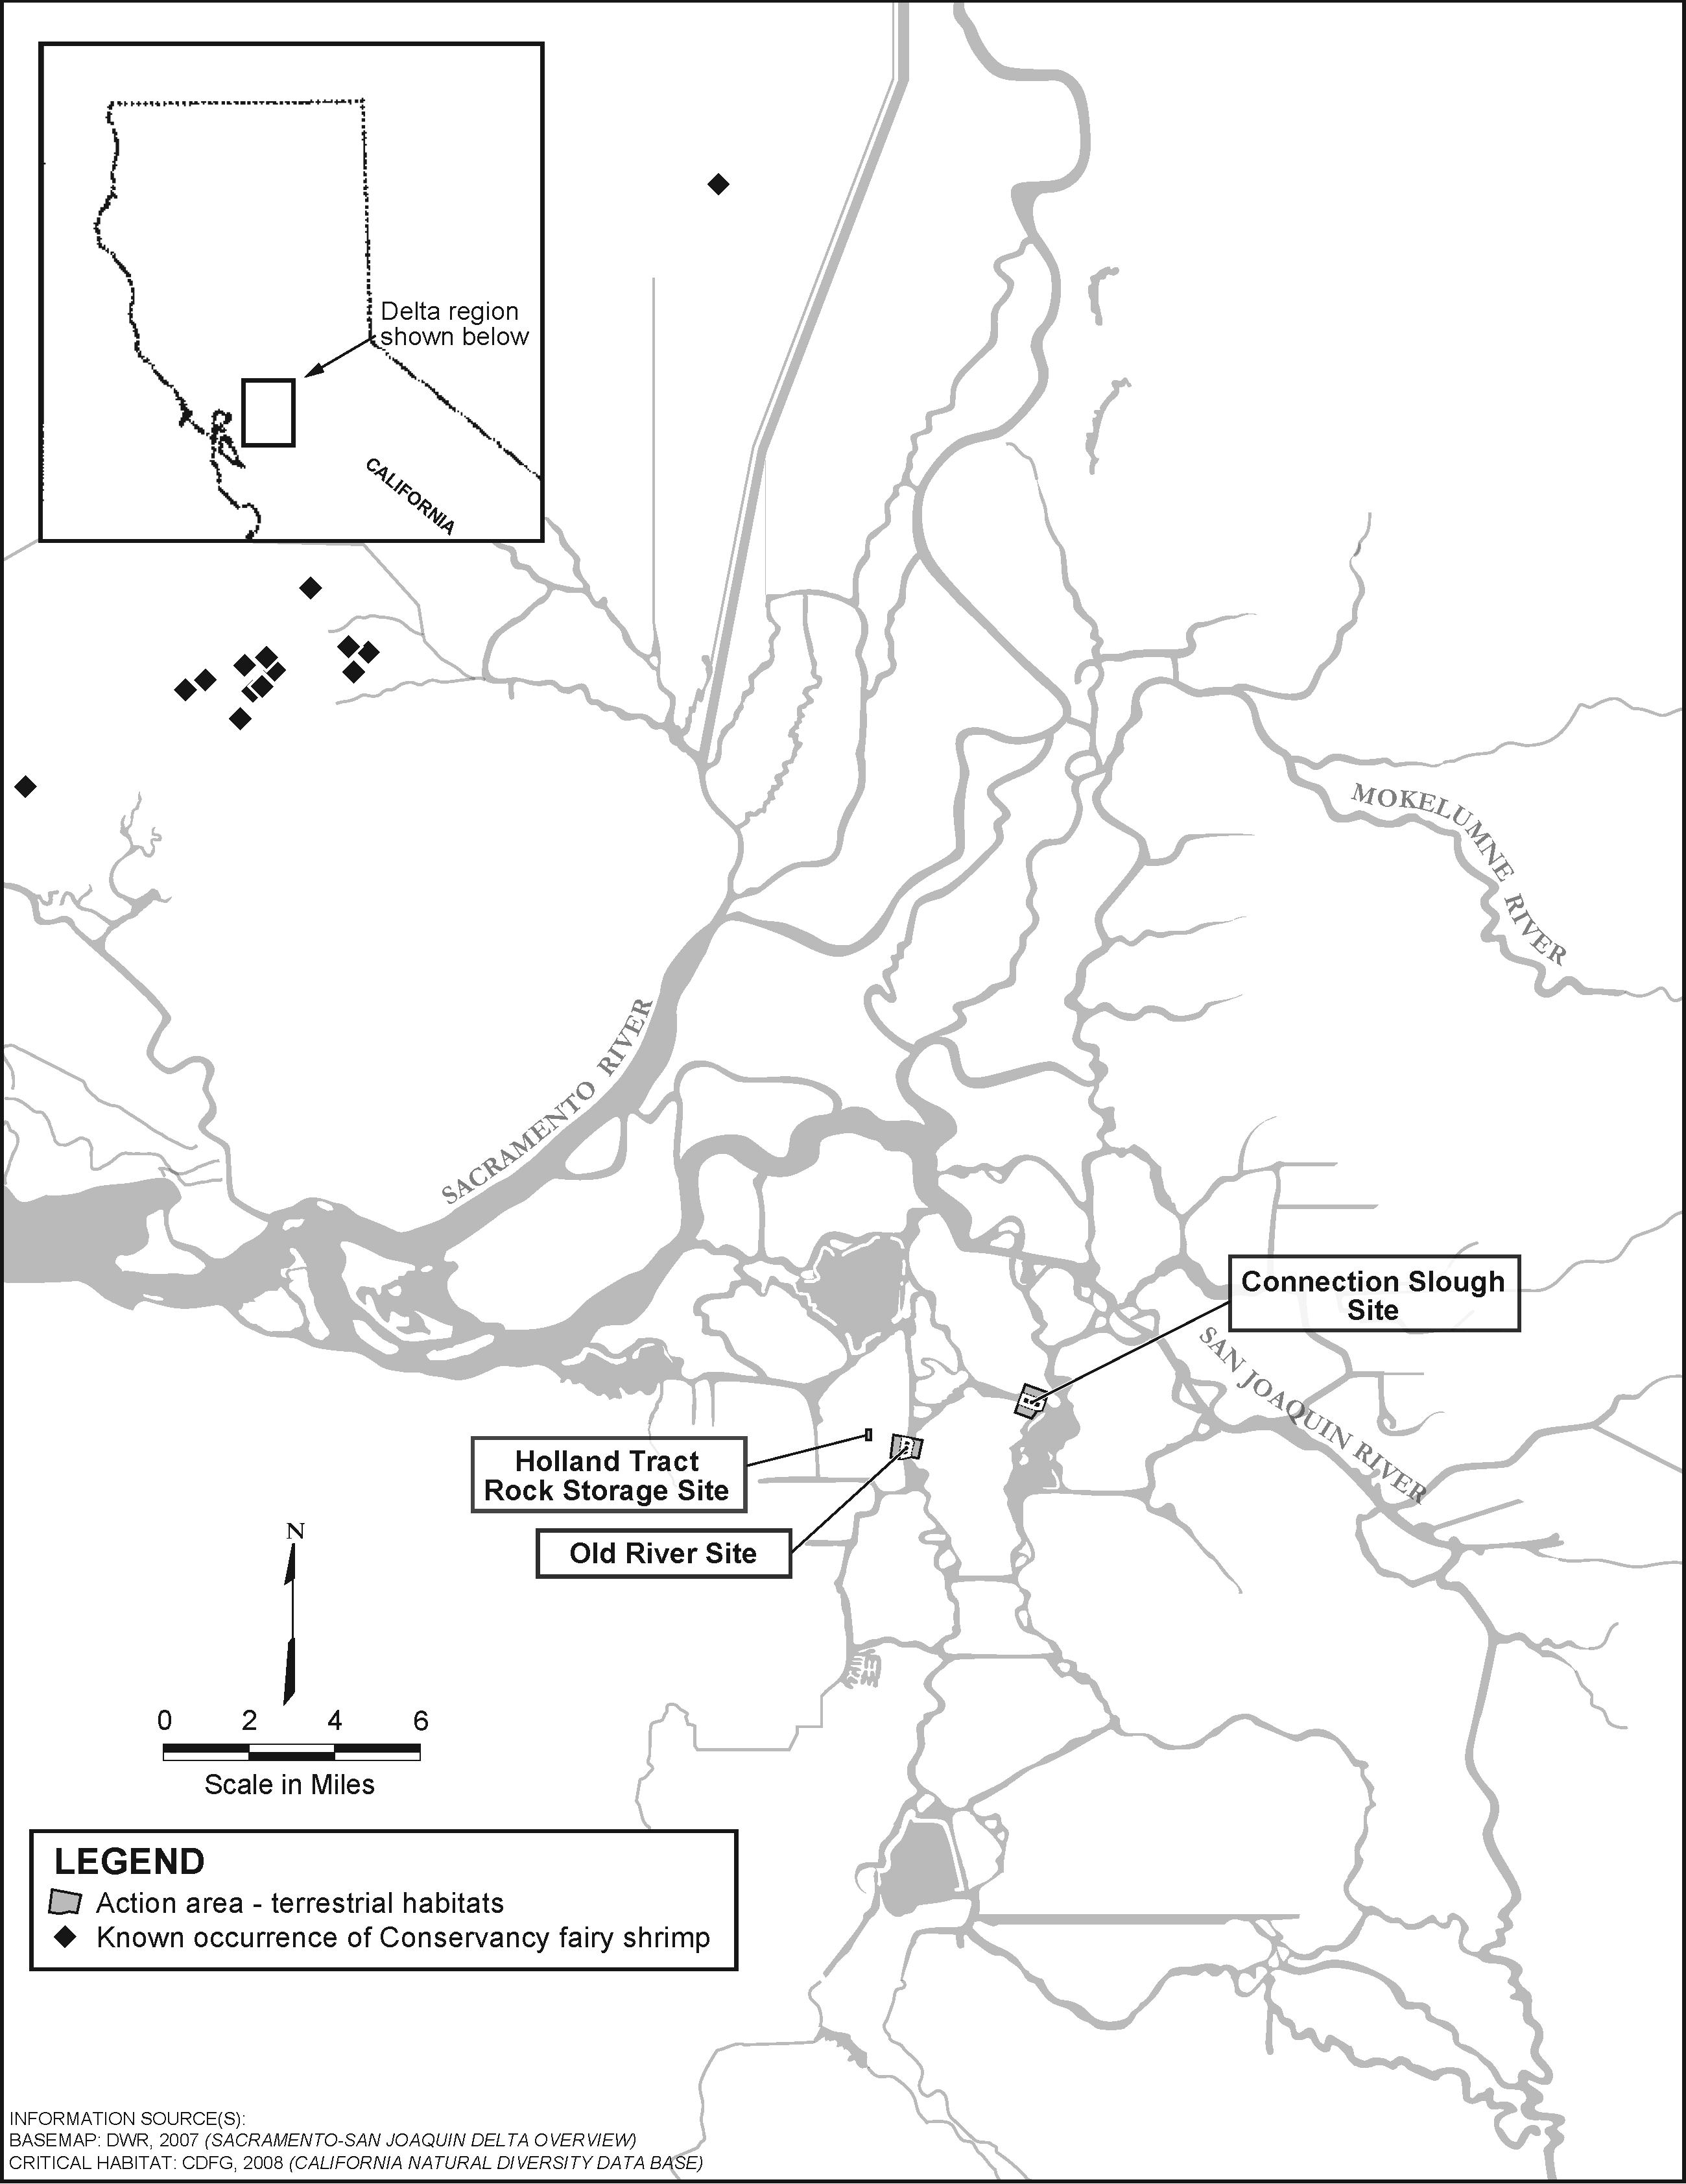 Delta region
shown below
CALIFORNIA
MOKELUMNE RIVER
SACRAMENTO RIVER
Connection Slough
Site
SAN JOAQUIN RIVER
Holland Tract
Rock Storage Site
Old River Site
N
0 2 4 6
Scale in Miles
LEGEND
Action area - terrestrial habitats
Known occurrence of Conservancy fairy shrimp
INFORMATION SOURCE(S):
BASEMAP: DWR, 2007 (SACRAMENTO-SAN JOAQUIN DELTA OVERVIEW)
CRITICAL HABITAT: CDFG, 2008 (CALIFORNIA NATURAL DIVERSITY DATA BASE)